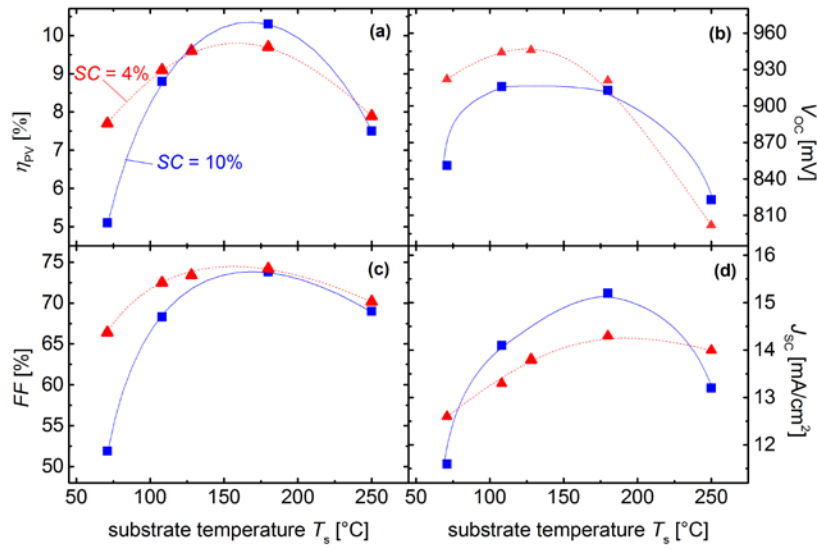 10
9
8
7
6
5
η_PV [%]
(a)
SC = 4%
SC = 10%
(b)
960
930
900
870
840
810
V_OC [mV]
75
70
65
60
55
50
FF [%]
(c)
(d)
16
15
14
13
12
J_SC [mA/cm²]
50 100 150 200 250
50 100 150 200 250
substrate temperature T_s [°C]
substrate temperature T_s [°C]